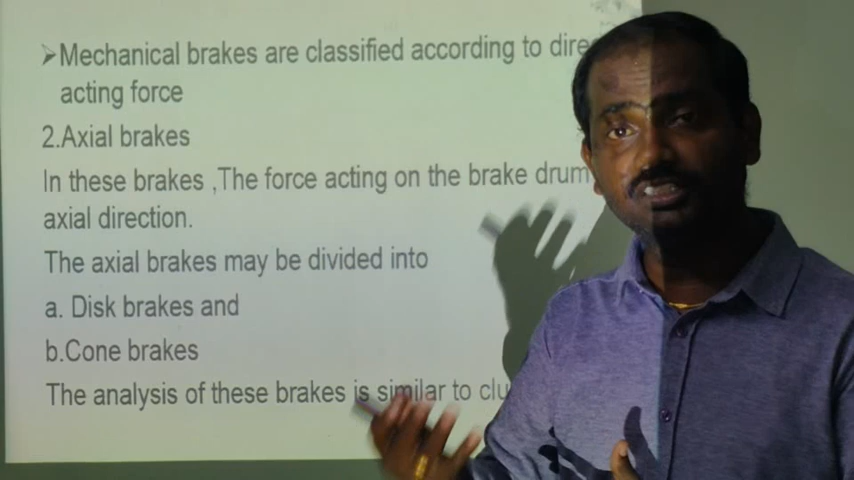 ➢Mechanical brakes are classified according to
acting force
2.Axial brakes
In these brakes ,The force acting on the brake drum
axial direction.
The axial brakes may be divided into
a. Disk brakes and
b.Cone brakes
The analysis of these brakes is similar to